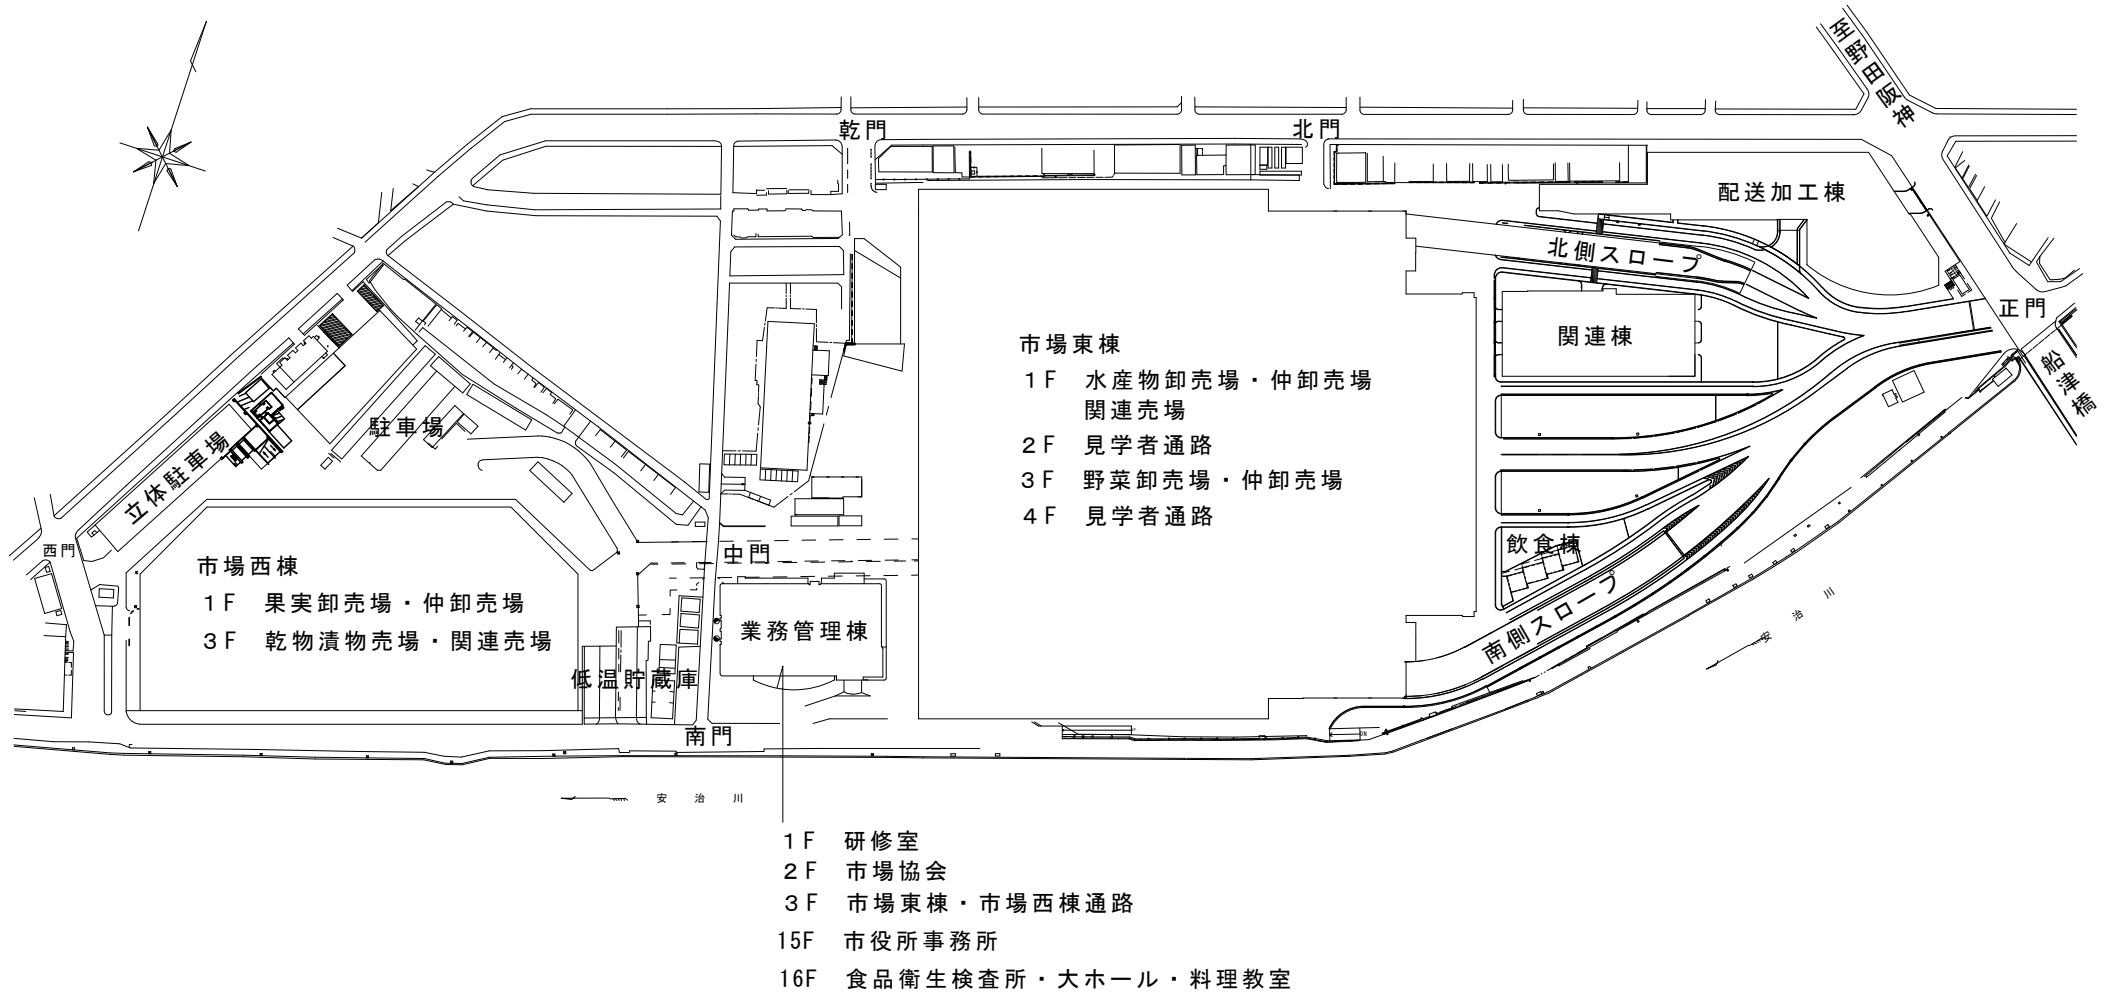 至野田阪神
乾門
北門
配送加工棟
北側スロープ
正門
船津橋
関連棟
市場東棟
1F 水産物卸売場・仲卸売場
関連売場
2F 見学者通路
3F 野菜卸売場・仲卸売場
4F 見学者通路
駐車場
立体駐車場
西門
中門
飲食棟
市場西棟
1F 果実卸売場・仲卸売場
3F 乾物漬物売場・関連売場
業務管理棟
南側スロープ
安治川
低温貯蔵庫
南門
安治川
1F 研修室
2F 市場協会
3F 市場東棟・市場西棟通路
15F 市役所事務所
16F 食品衛生検査所・大ホール・料理教室